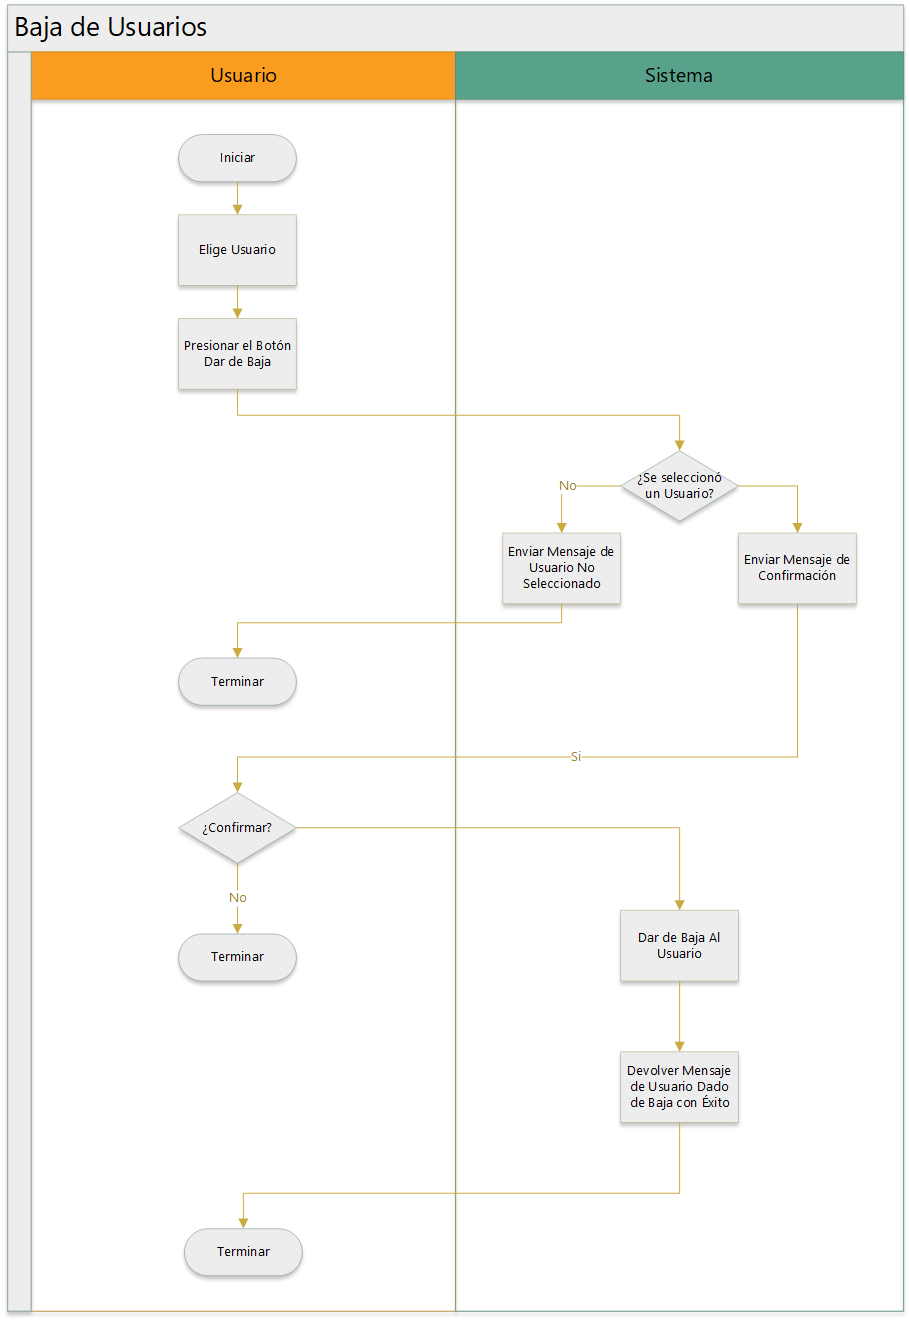 Baja de Usuarios
Usuario
Sistema
Iniciar
Elige Usuario
Presionar el Botón
Dar de Baja
¿Se seleccionó
un Usuario?
No
Enviar Mensaje de
Usuario No
Seleccionado
Enviar Mensaje de
Confirmación
Terminar
Si
¿Confirmar?
No
Terminar
Dar de Baja Al
Usuario
Devolver Mensaje
de Usuario Dado
de Baja con Éxito
Terminar